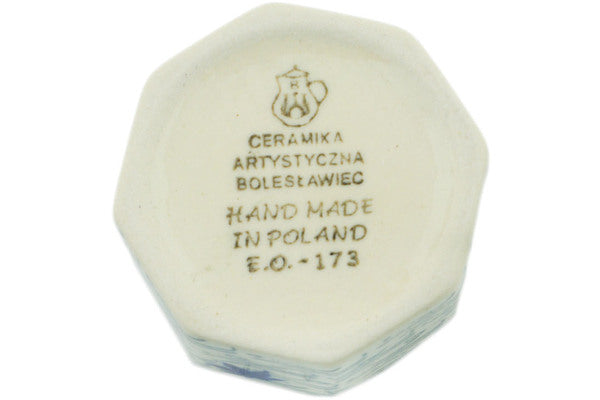 CERAMIKA
ARTYSTYCZNA
BOLESŁAWIEC
HAND MADE
IN POLAND
E.O.-173